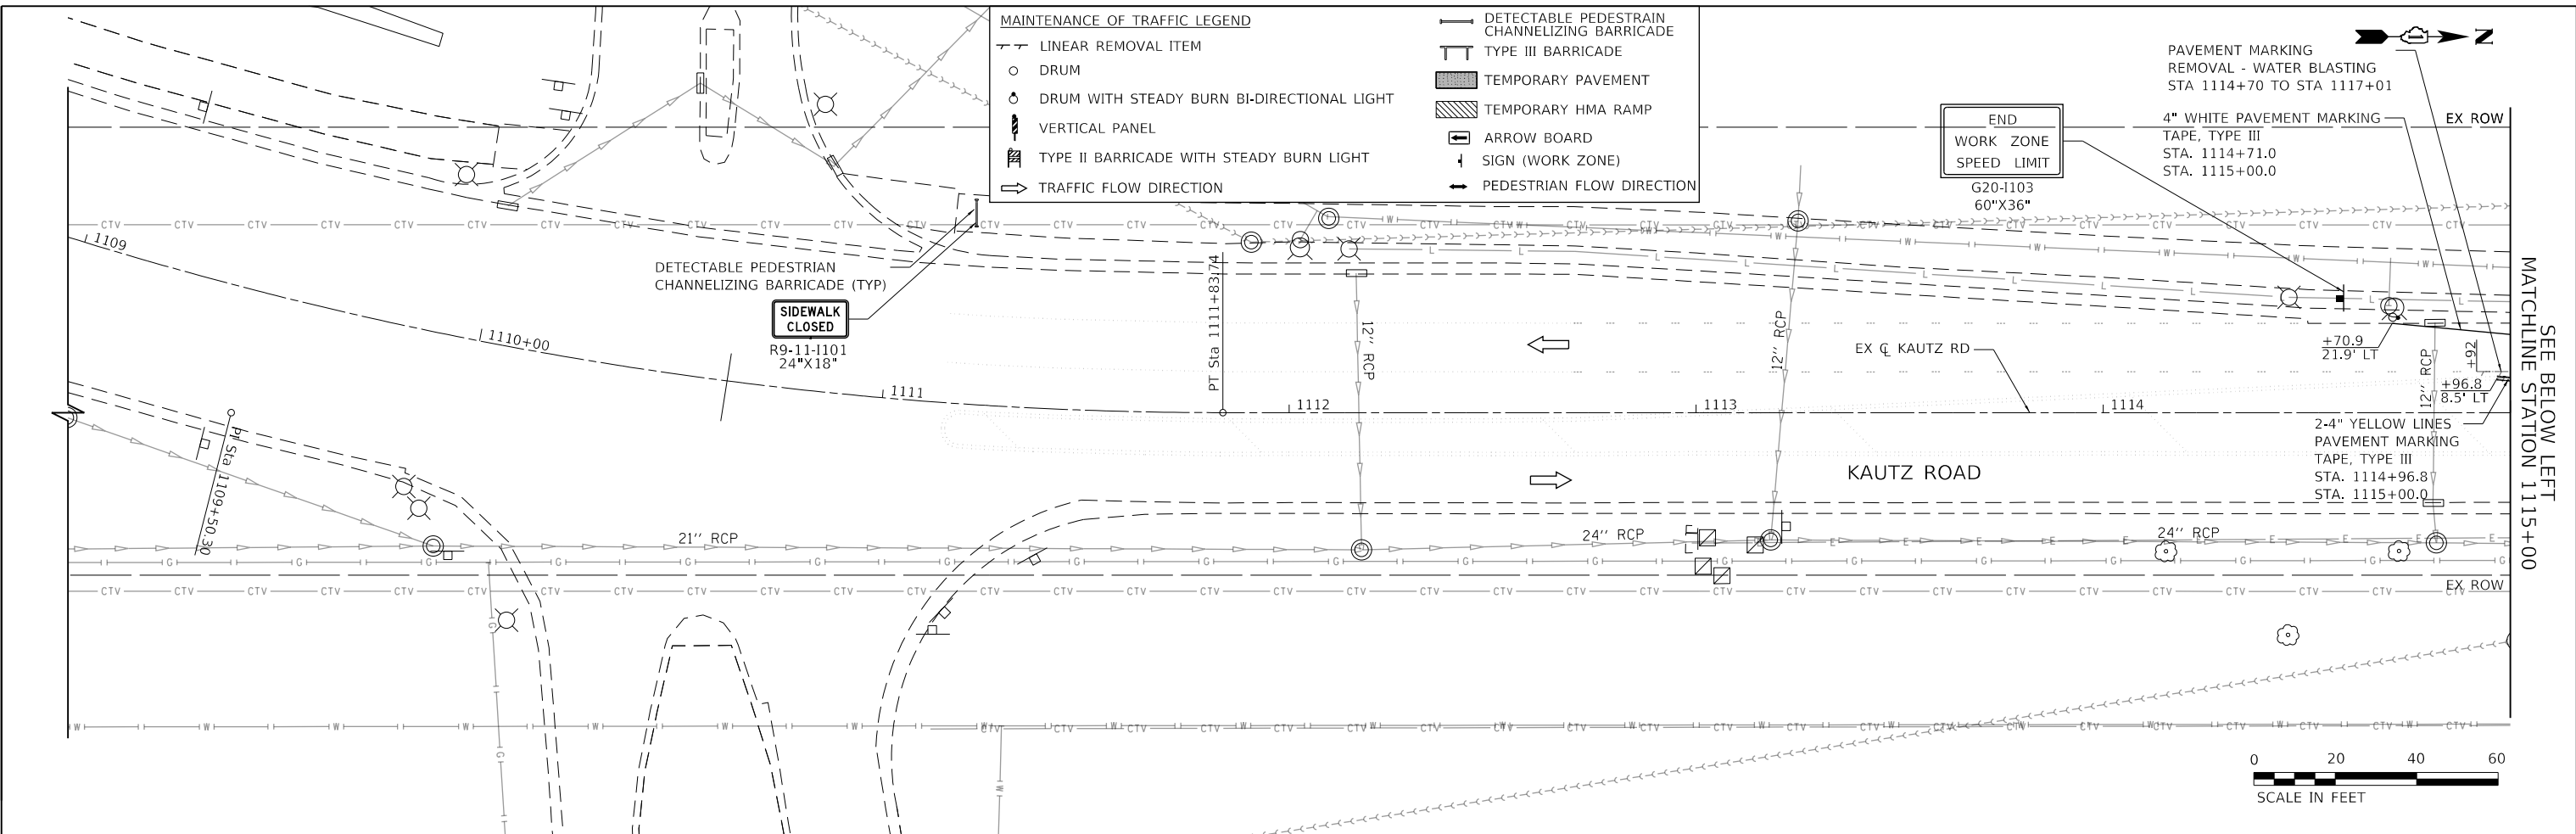 MAINTENANCE OF TRAFFIC LEGEND
LINEAR REMOVAL ITEM
DRUM
DRUM WITH STEADY BURN BI-DIRECTIONAL LIGHT
VERTICAL PANEL
TYPE II BARRICADE WITH STEADY BURN LIGHT
TRAFFIC FLOW DIRECTION
DETECTABLE PEDESTRAIN
CHANNELIZING BARRICADE
TYPE III BARRICADE
TEMPORARY PAVEMENT
TEMPORARY HMA RAMP
ARROW BOARD
SIGN (WORK ZONE)
PEDESTRIAN FLOW DIRECTION
N
PAVEMENT MARKING
REMOVAL - WATER BLASTING
STA 1114+70 TO STA 1117+01
4" WHITE PAVEMENT MARKING
TAPE, TYPE III
STA. 1114+71.0
STA. 1115+00.0
EX ROW
END
WORK ZONE
SPEED LIMIT
G20-I103
60"X36"
DETECTABLE PEDESTRIAN
CHANNELIZING BARRICADE (TYP)
SIDEWALK
CLOSED
R9-11-I101
24"X18"
1109
1110+00
1111
1112
1113
1114
PT Sta 1111+83.74
PI Sta 1109+50.30
12'' RCP
12'' RCP
12'' RCP
EX CL KAUTZ RD
+70.9
21.9' LT
+92
+96.8
8.5' LT
2-4" YELLOW LINES
PAVEMENT MARKING
TAPE, TYPE III
STA. 1114+96.8
STA. 1115+00.0
KAUTZ ROAD
21'' RCP
24'' RCP
24'' RCP
EX ROW
SEE BELOW LEFT
MATCHLINE STATION 1115+00
0 20 40 60
SCALE IN FEET